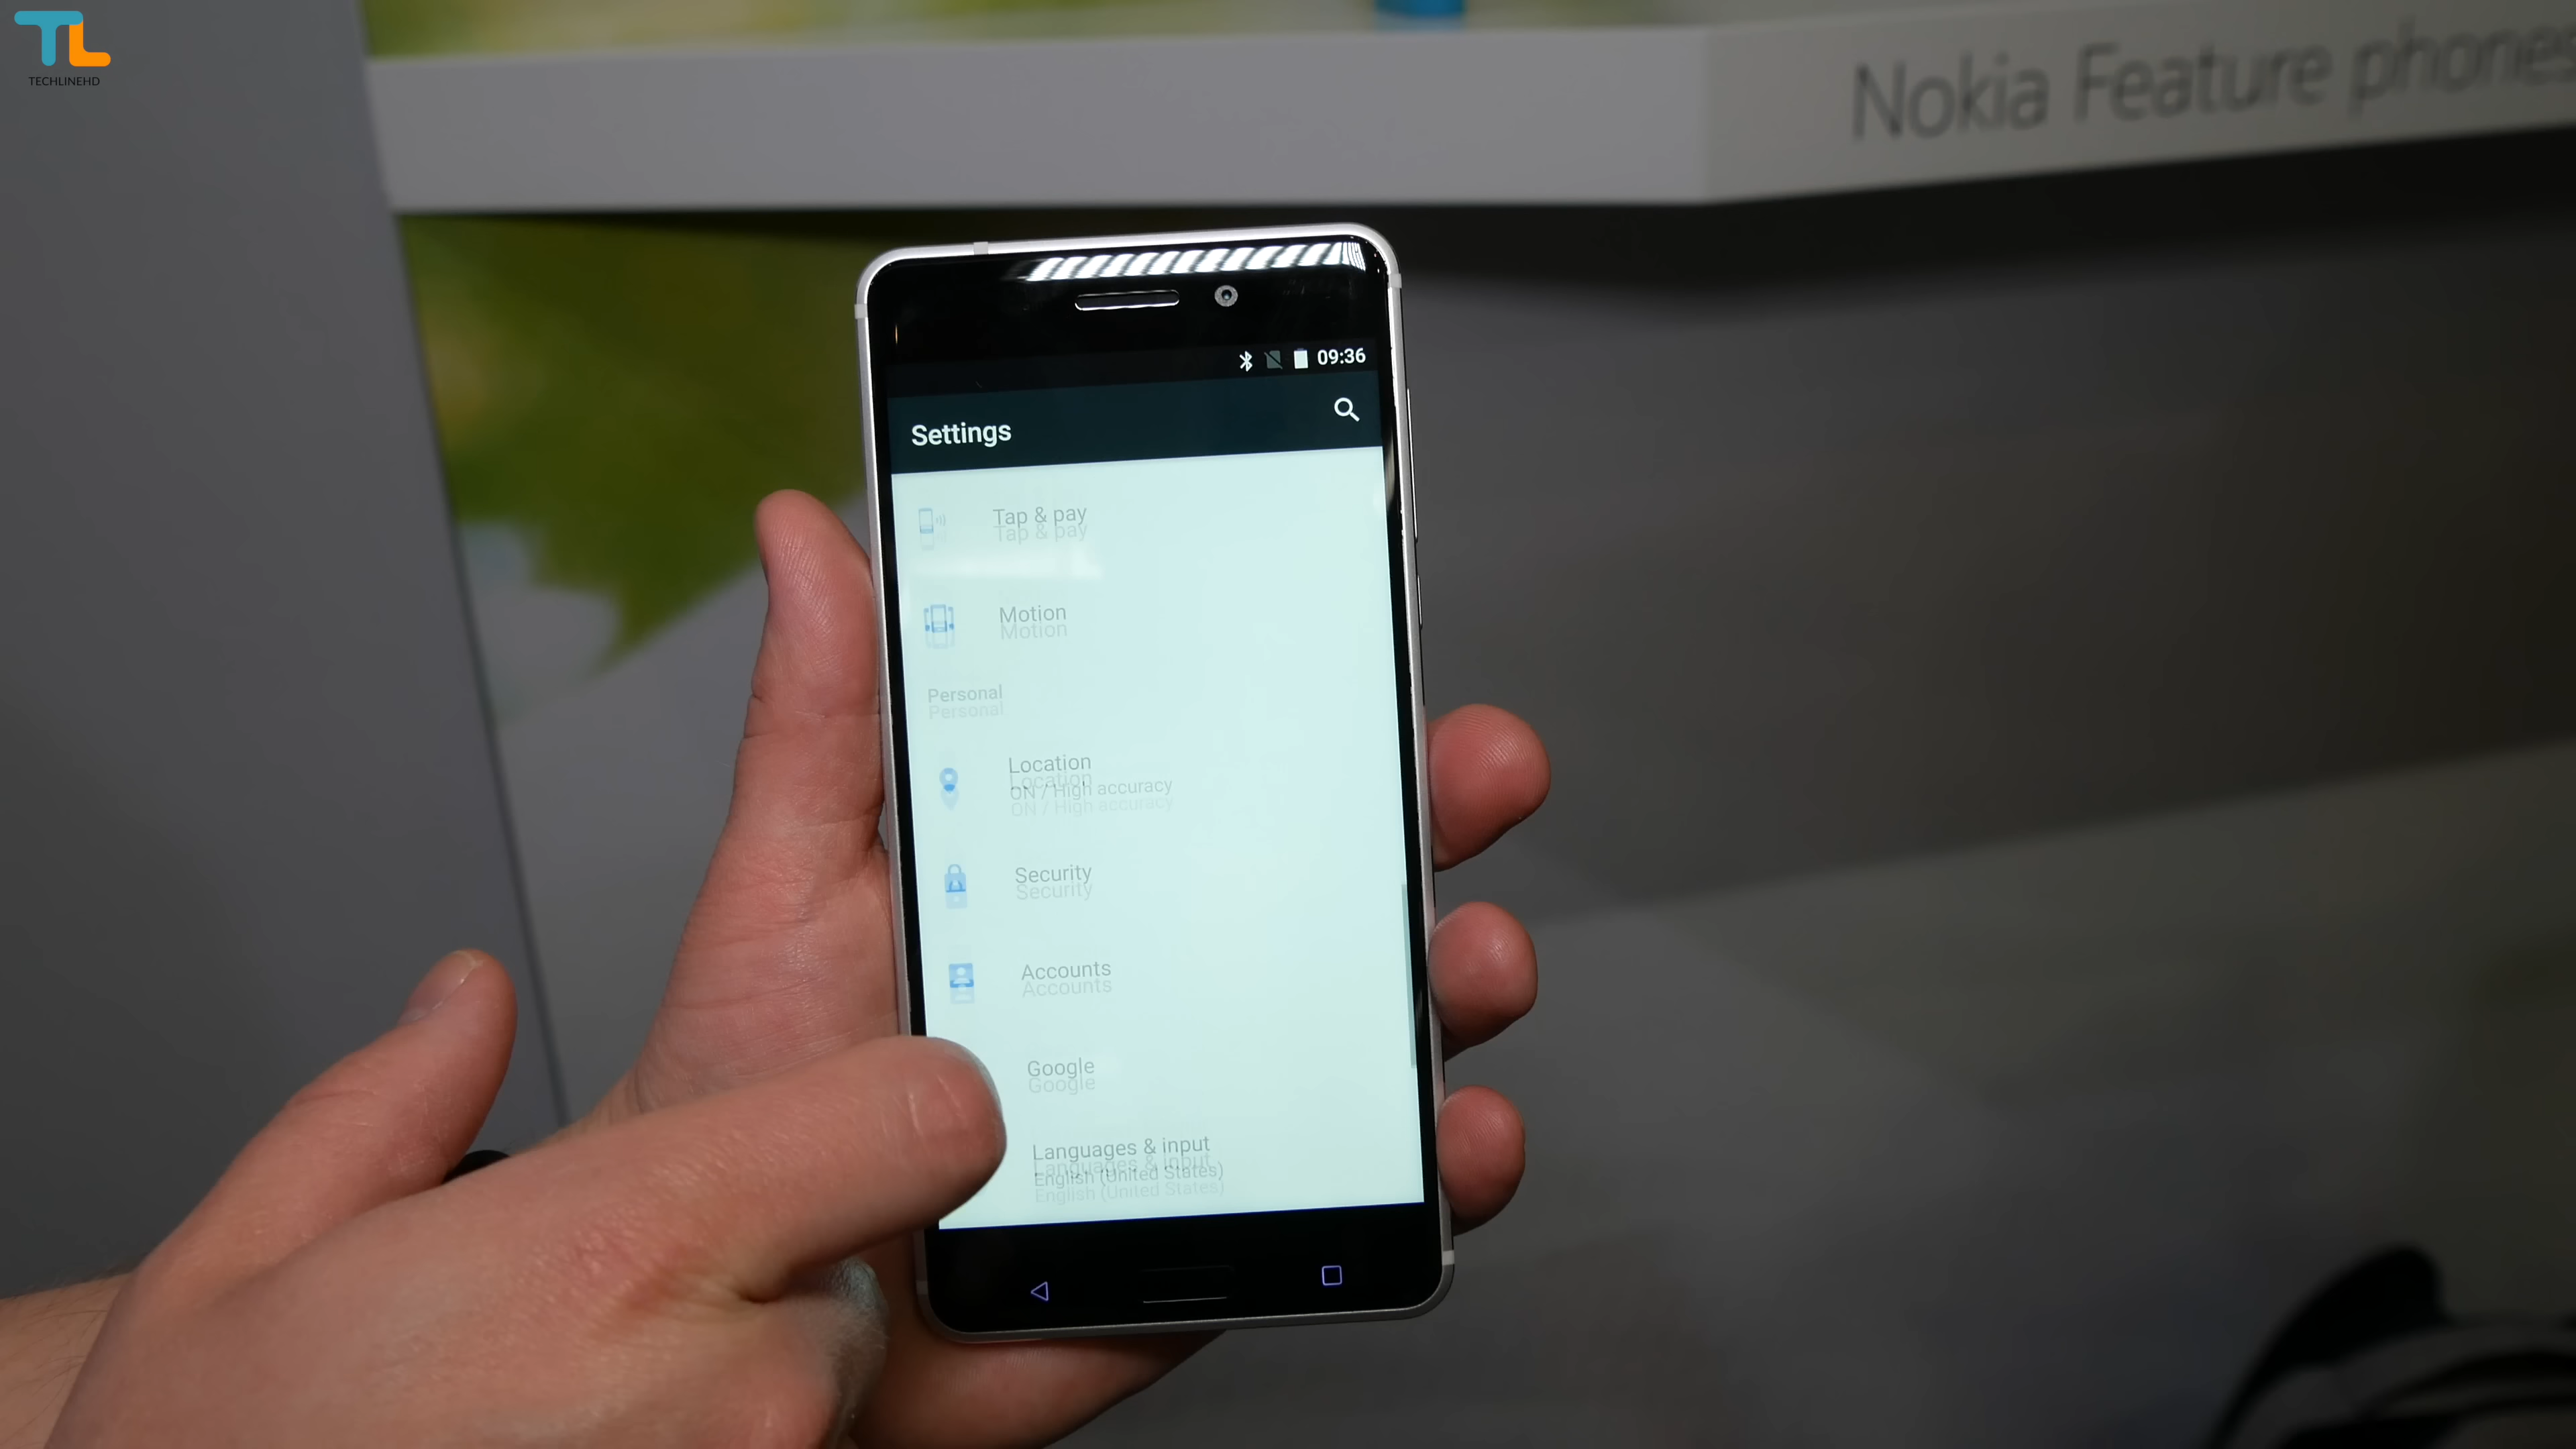 TL
TECHLINEHD
Nokia Feature phones
09:36
Settings
Tap & pay
Motion
Personal
Location
ON / High accuracy
Security
Accounts
Google
Languages & input
English (United States)